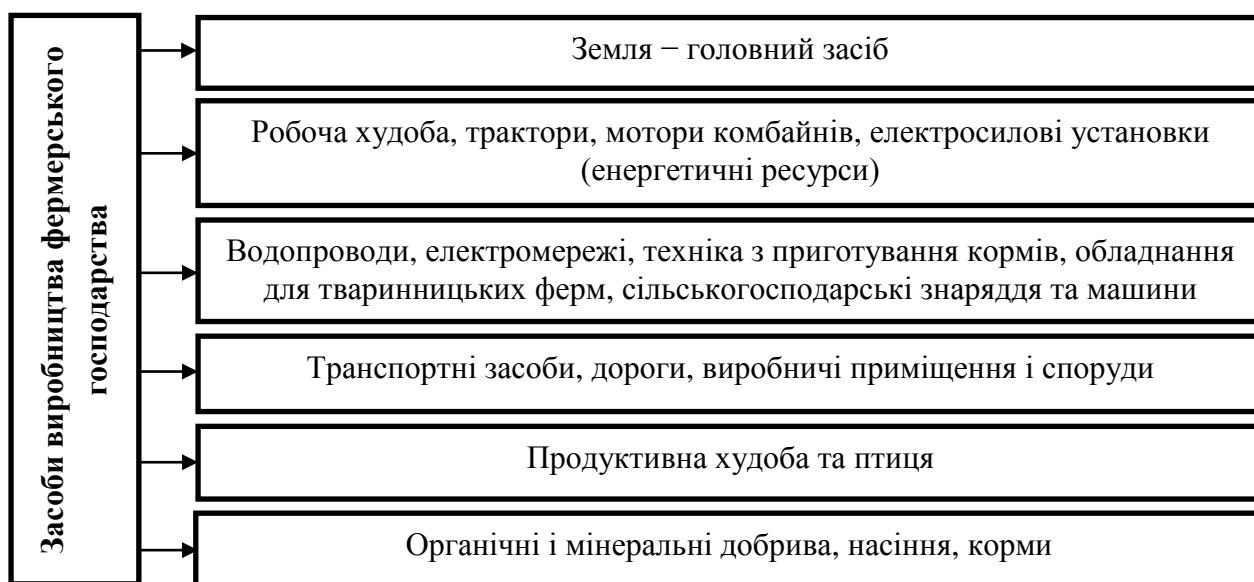 Засоби виробництва фермерського
господарства
Земля − головний засіб
Робоча худоба, трактори, мотори комбайнів, електросилові установки
(енергетичні ресурси)
Водопроводи, електромережі, техніка з приготування кормів, обладнання
для тваринницьких ферм, сільськогосподарські знаряддя та машини
Транспортні засоби, дороги, виробничі приміщення і споруди
Продуктивна худоба та птиця
Органічні і мінеральні добрива, насіння, корми